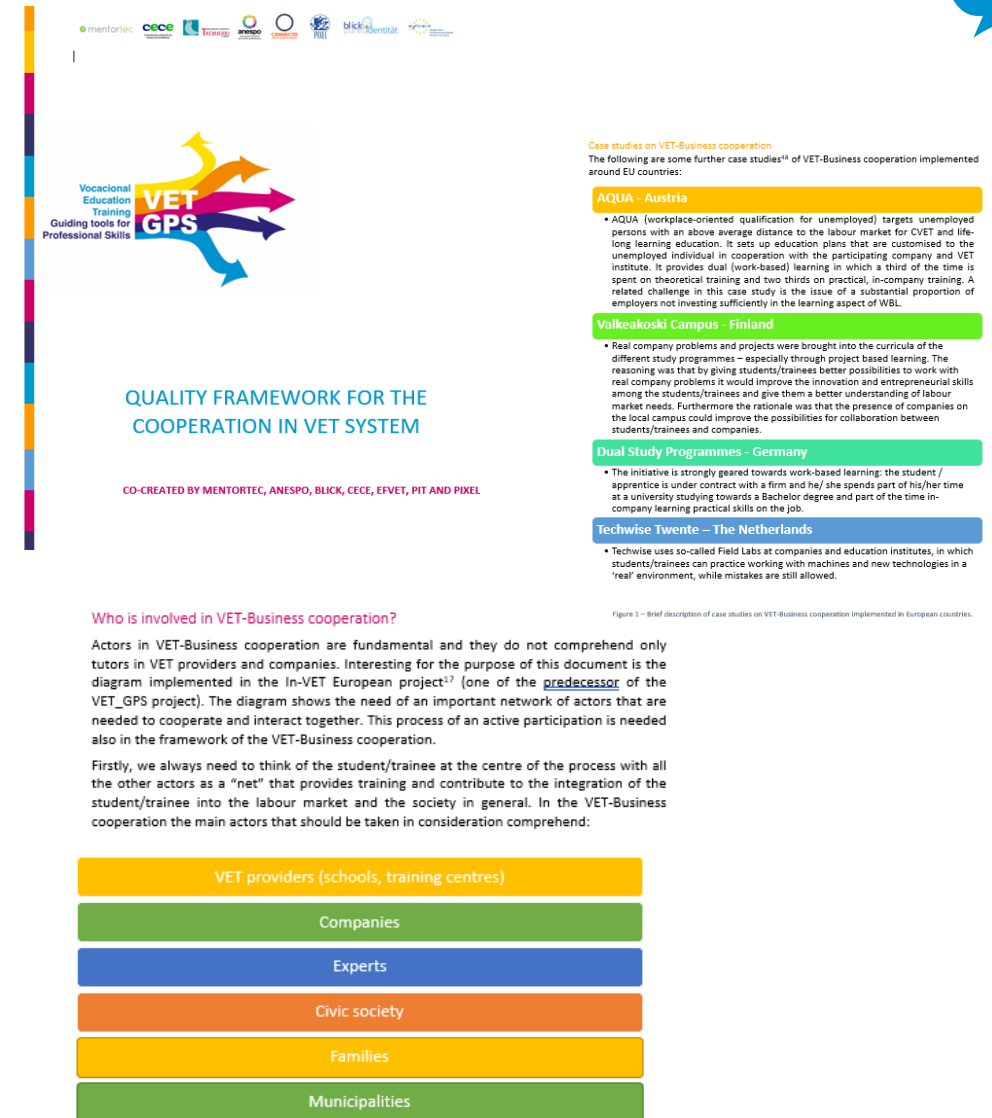 mentortec cece anespo CONNECTIS PIXEL blickpunkt identität
Vocacional
Education
Training
Guiding tools for
Professional Skills
VET
GPS
QUALITY FRAMEWORK FOR THE
COOPERATION IN VET SYSTEM
CO-CREATED BY MENTORTEC, ANESPO, BLICK, CECE, EFVET, PIT AND PIXEL
Case studies on VET-Business cooperation
The following are some further case studies⁴⁸ of VET-Business cooperation implemented
around EU countries:
AQUA - Austria
• AQUA (workplace-oriented qualification for unemployed) targets unemployed
persons with an above average distance to the labour market for CVET and life-
long learning education. It sets up education plans that are customised to the
unemployed individual in cooperation with the participating company and VET
institute. It provides dual (work-based) learning in which a third of the time is
spent on theoretical training and two thirds on practical, in-company training. A
related challenge in this case study is the issue of a substantial proportion of
employers not investing sufficiently in the learning aspect of WBL.
Valkeakoski Campus - Finland
• Real company problems and projects were brought into the curricula of the
different study programmes – especially through project based learning. The
reasoning was that by giving students/trainees better possibilities to work with
real company problems it would improve the innovation and entrepreneurial skills
among the students/trainees and give them a better understanding of labour
market needs. Furthermore the rationale was that the presence of companies on
the local campus could improve the possibilities for collaboration between
students/trainees and companies.
Dual Study Programmes - Germany
• The initiative is strongly geared towards work-based learning: the student /
apprentice is under contract with a firm and he/ she spends part of his/her time
at a university studying towards a Bachelor degree and part of the time in-
company learning practical skills on the job.
Techwise Twente – The Netherlands
• Techwise uses so-called Field Labs at companies and education institutes, in which
students/trainees can practice working with machines and new technologies in a
'real' environment, while mistakes are still allowed.
Figure 1 – Brief description of case studies on VET-Business cooperation implemented in European countries.
Who is involved in VET-Business cooperation?
Actors in VET-Business cooperation are fundamental and they do not comprehend only
tutors in VET providers and companies. Interesting for the purpose of this document is the
diagram implemented in the In-VET European project¹⁷ (one of the predecessor of the
VET_GPS project). The diagram shows the need of an important network of actors that are
needed to cooperate and interact together. This process of an active participation is needed
also in the framework of the VET-Business cooperation.
Firstly, we always need to think of the student/trainee at the centre of the process with all
the other actors as a “net” that provides training and contribute to the integration of the
student/trainee into the labour market and the society in general. In the VET-Business
cooperation the main actors that should be taken in consideration comprehend:
VET providers (schools, training centres)
Companies
Experts
Civic society
Families
Municipalities